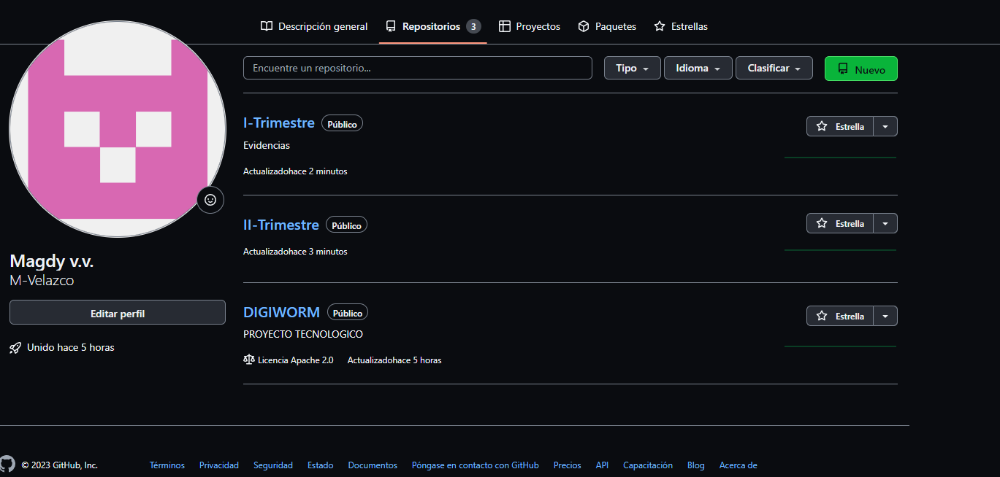 Descripción general
Repositorios 3
Proyectos
Paquetes
Estrellas
Encuentre un repositorio...
Tipo
Idioma
Clasificar
Nuevo
I-Trimestre Público
Estrella
Evidencias
Actualizadohace 2 minutos
II-Trimestre Público
Estrella
Actualizadohace 3 minutos
Magdy v.v.
M-Velazco
Editar perfil
Unido hace 5 horas
DIGIWORM Público
Estrella
PROYECTO TECNOLOGICO
Licencia Apache 2.0 Actualizadohace 5 horas
© 2023 GitHub, Inc.
Términos
Privacidad
Seguridad
Estado
Documentos
Póngase en contacto con GitHub
Precios
API
Capacitación
Blog
Acerca de